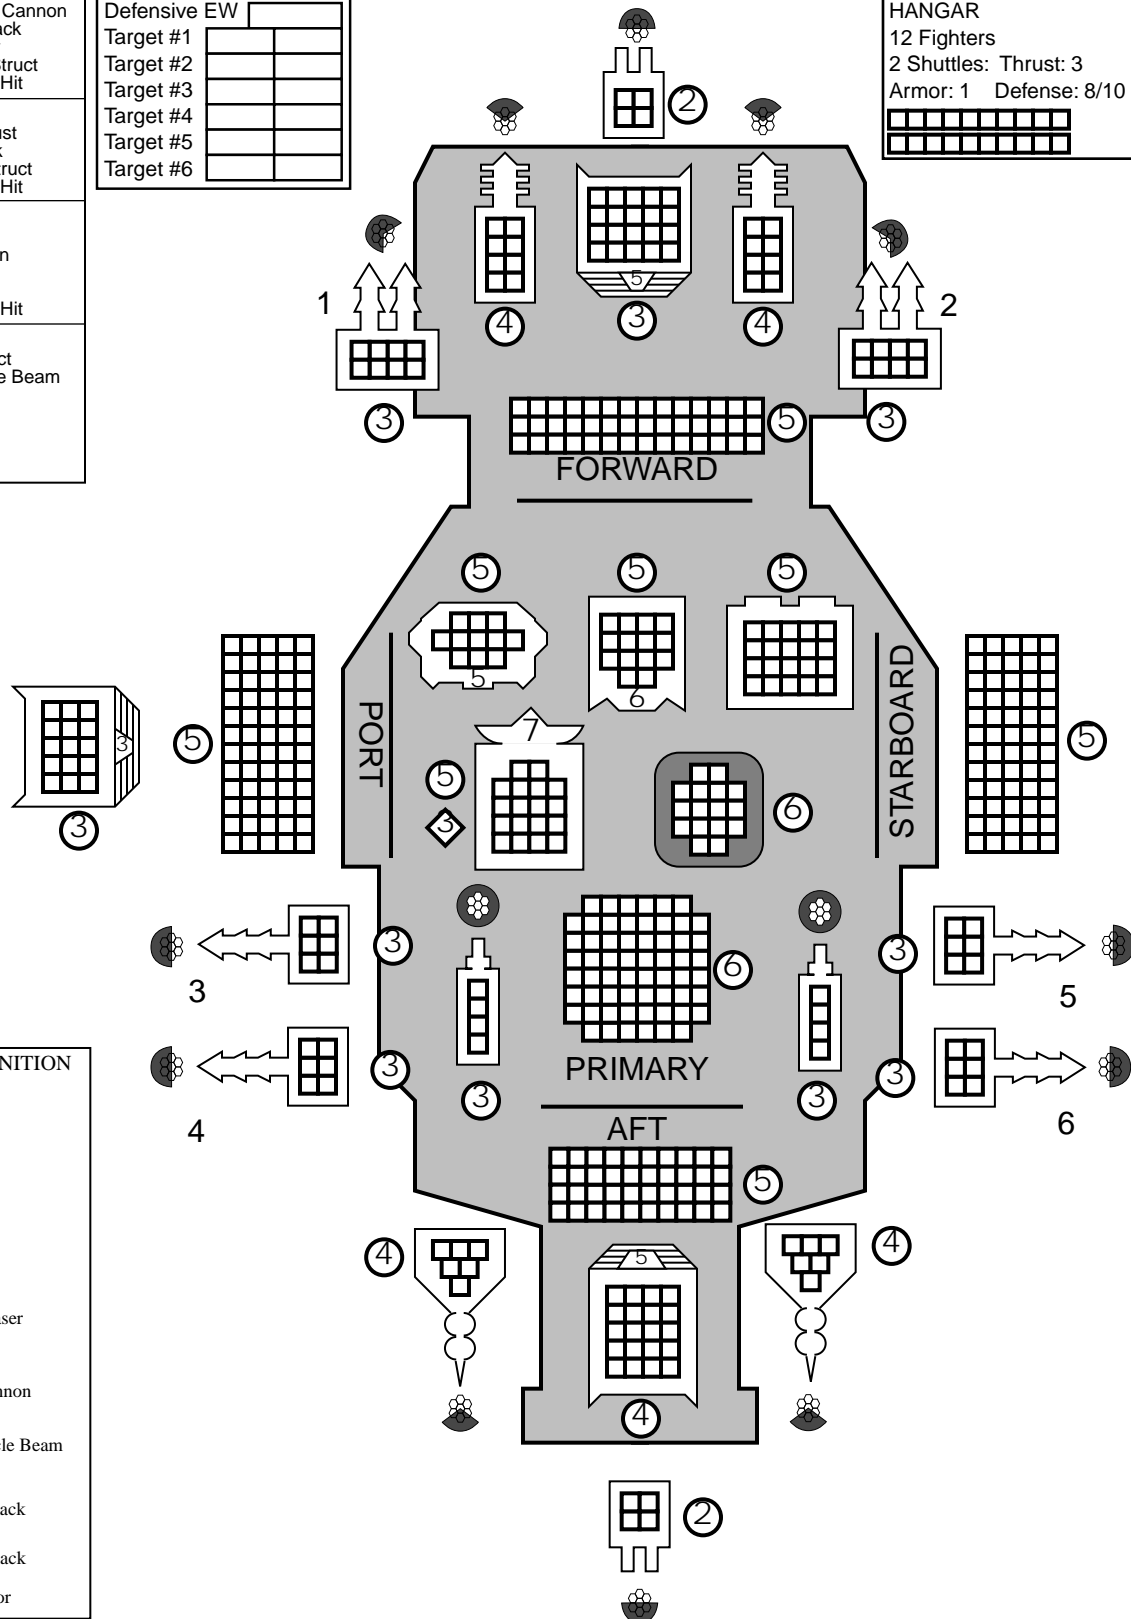 Cannon
ack
Struct
Hit
ust
k
ruct
Hit
n
Hit
ct
e Beam
Defensive EW
Target #1
Target #2
Target #3
Target #4
Target #5
Target #6
HANGAR
12 Fighters
2 Shuttles: Thrust: 3
Armor: 1 Defense: 8/10
2
5
4 3 4
1 2
3 3
5
FORWARD
5 5 5
5 6
PORT
STARBOARD
3
5
5
3
7
5
3
6
3 3
3 5
6
4 6
3 3
3 3
PRIMARY
AFT
5
4 4
5
4
2
NITION
aser
nnon
cle Beam
ack
ack
or